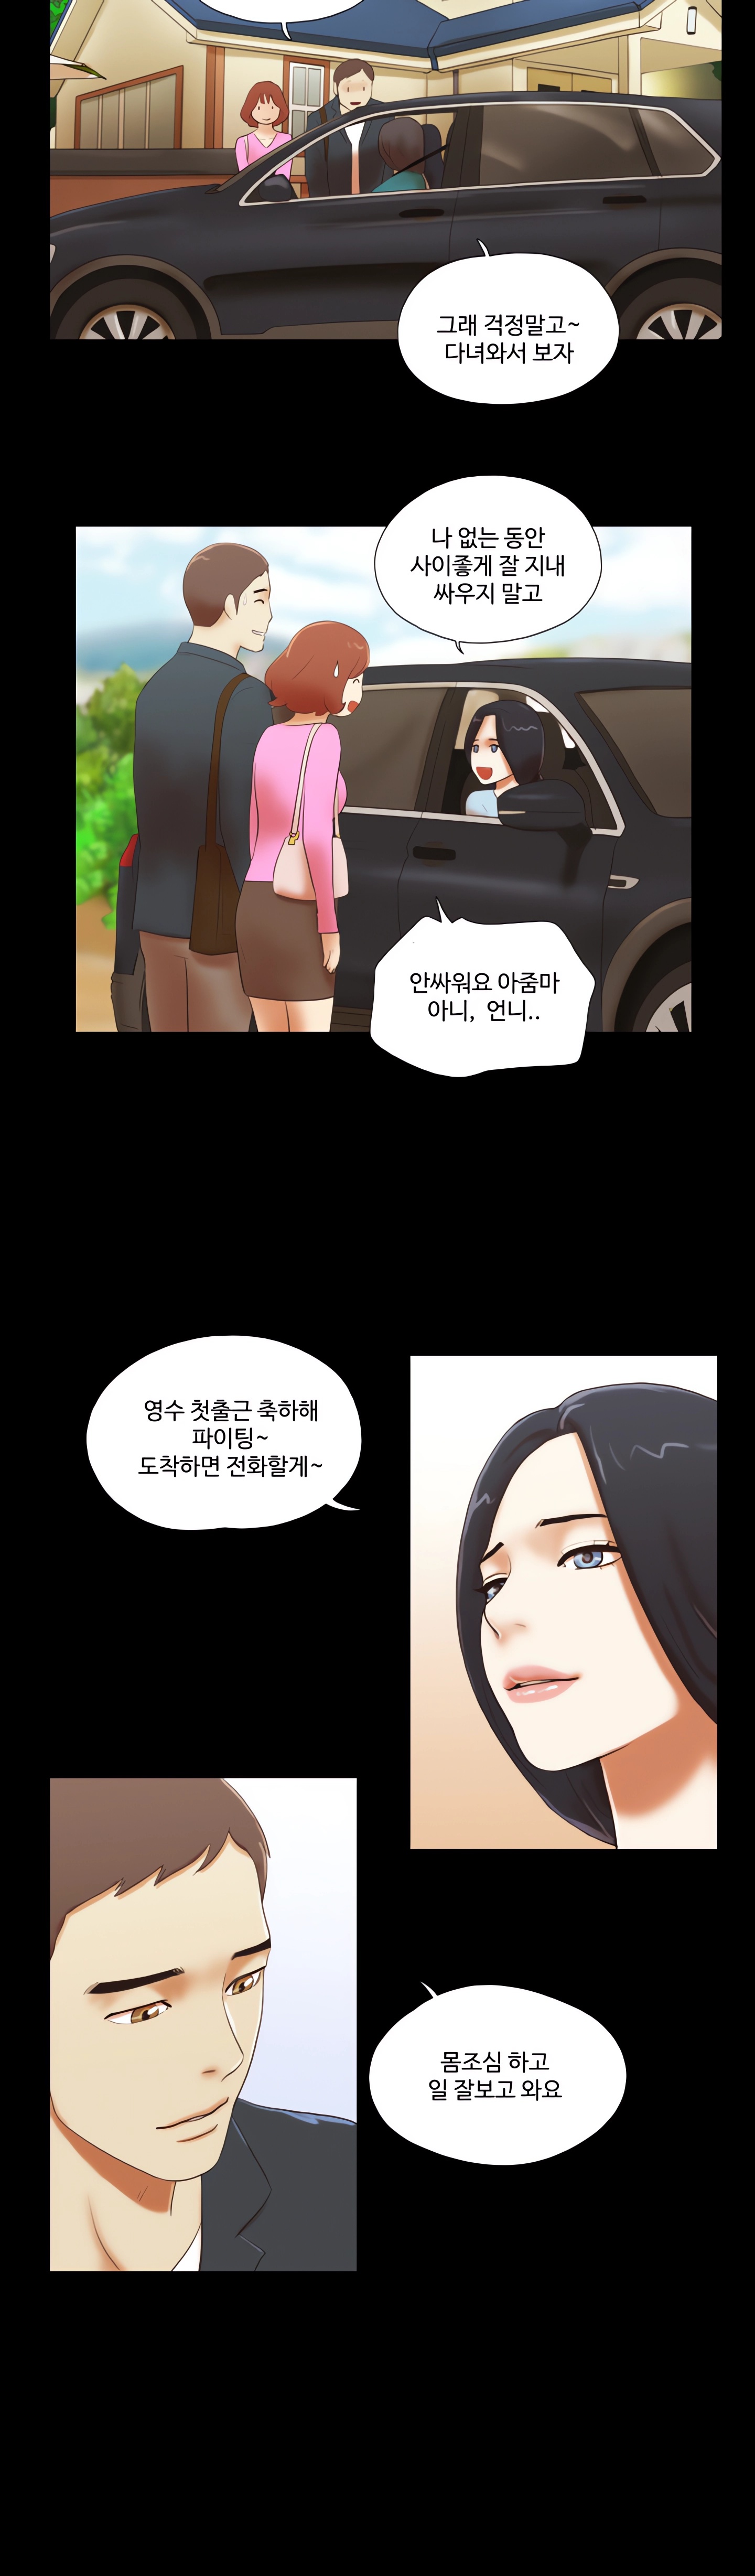 그래 걱정말고~
다녀와서 보자
나 없는 동안
사이좋게 잘 지내
싸우지 말고
안싸워요 아줌마
아니, 언니..
영수 첫출근 축하해
파이팅~
도착하면 전화할게~
몸조심 하고
일 잘보고 와요